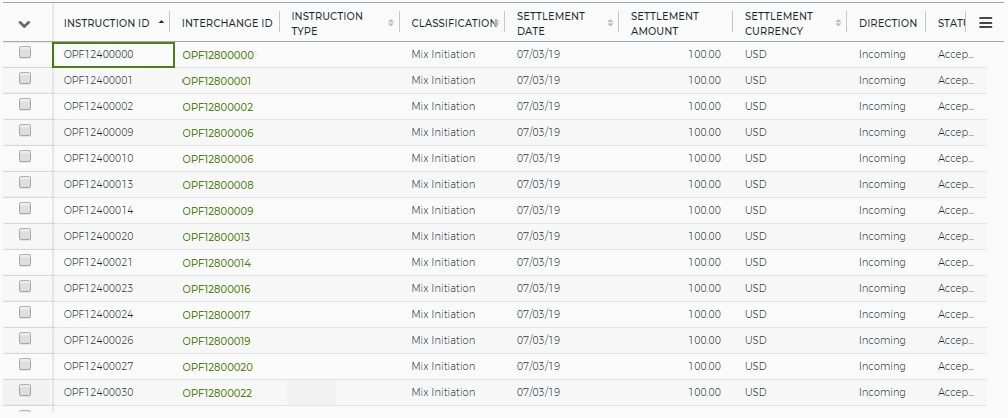 INSTRUCTION ID INTERCHANGE ID INSTRUCTION TYPE CLASSIFICATION SETTLEMENT DATE SETTLEMENT AMOUNT SETTLEMENT CURRENCY DIRECTION STATU
OPF12400000 OPF12800000 Mix Initiation 07/03/19 100.00 USD Incoming Accep...
OPF12400001 OPF12800001 Mix Initiation 07/03/19 100.00 USD Incoming Accep...
OPF12400002 OPF12800002 Mix Initiation 07/03/19 100.00 USD Incoming Accep...
OPF12400009 OPF12800006 Mix Initiation 07/03/19 100.00 USD Incoming Accep...
OPF12400010 OPF12800006 Mix Initiation 07/03/19 100.00 USD Incoming Accep...
OPF12400013 OPF12800008 Mix Initiation 07/03/19 100.00 USD Incoming Accep...
OPF12400014 OPF12800009 Mix Initiation 07/03/19 100.00 USD Incoming Accep...
OPF12400020 OPF12800013 Mix Initiation 07/03/19 100.00 USD Incoming Accep...
OPF12400021 OPF12800014 Mix Initiation 07/03/19 100.00 USD Incoming Accep...
OPF12400023 OPF12800016 Mix Initiation 07/03/19 100.00 USD Incoming Accep...
OPF12400024 OPF12800017 Mix Initiation 07/03/19 100.00 USD Incoming Accep...
OPF12400026 OPF12800019 Mix Initiation 07/03/19 100.00 USD Incoming Accep...
OPF12400027 OPF12800020 Mix Initiation 07/03/19 100.00 USD Incoming Accep...
OPF12400030 OPF12800022 Mix Initiation 07/03/19 100.00 USD Incoming Accep...